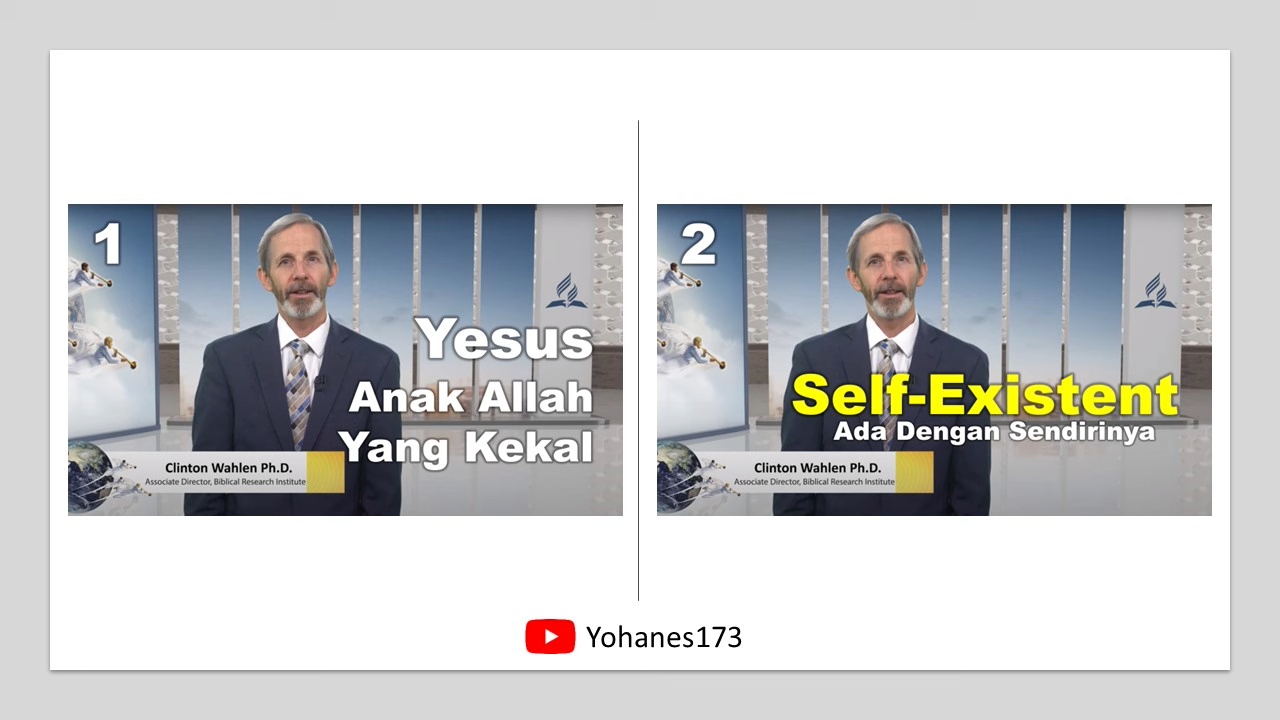 1
Yesus
Anak Allah
Yang Kekal
Clinton Wahlen Ph.D.
Associate Director, Biblical Research Institute
2
Self-Existent
Ada Dengan Sendirinya
Clinton Wahlen Ph.D.
Associate Director, Biblical Research Institute
Yohanes173